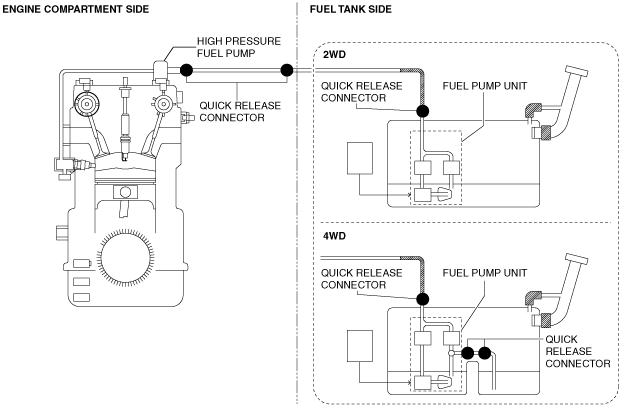 ENGINE COMPARTMENT SIDE
FUEL TANK SIDE
HIGH PRESSURE
FUEL PUMP
QUICK RELEASE
CONNECTOR
2WD
QUICK RELEASE
CONNECTOR
FUEL PUMP UNIT
4WD
QUICK RELEASE
CONNECTOR
FUEL PUMP UNIT
QUICK
RELEASE
CONNECTOR